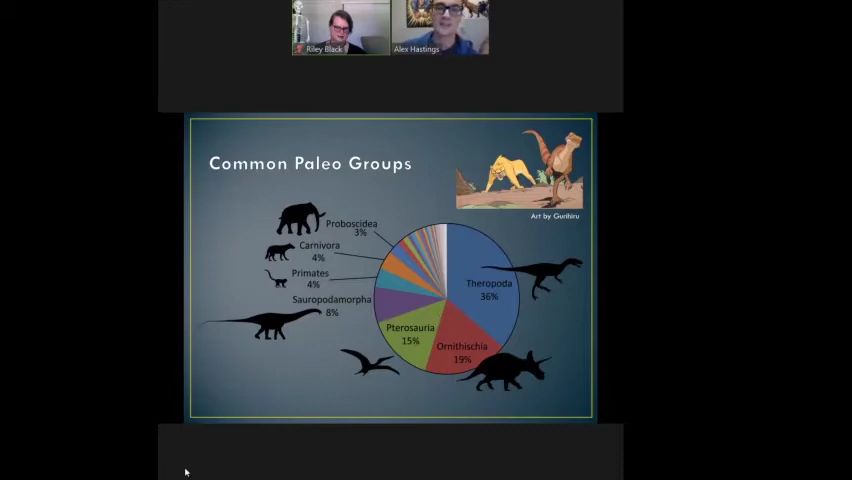 Riley Black
Alex Hastings
Common Paleo Groups
Art by Gurihiru
Proboscidea
3%
Carnivora
4%
Primates
4%
Sauropodamorpha
8%
Pterosauria
15%
Ornithischia
19%
Theropoda
36%